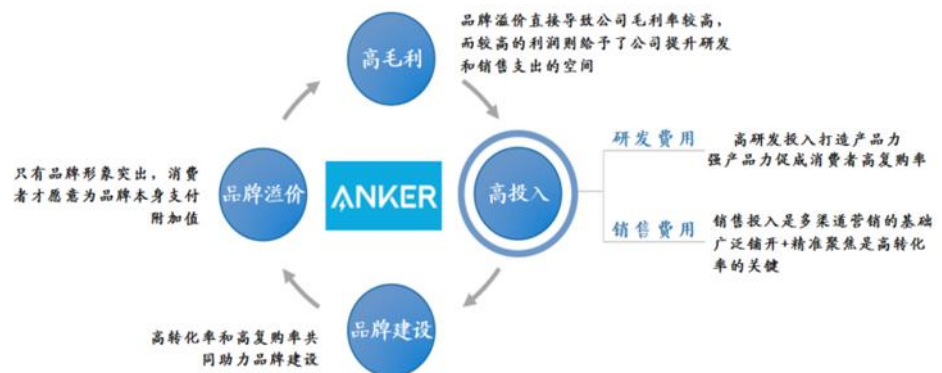 高毛利
品牌溢价直接导致公司毛利率较高，
而较高的利润则给予了公司提升研发
和销售支出的空间
高投入
研发费用
高研发投入打造产品力
强产品力促成消费者高复购率
销售费用
销售投入是多渠道营销的基础
广泛铺开+精准聚焦是高转化
率的关键
品牌建设
高转化率和高复购率共
同助力品牌建设
品牌溢价
只有品牌形象突出，消费
者才愿意为品牌本身支付
附加值
ANKER